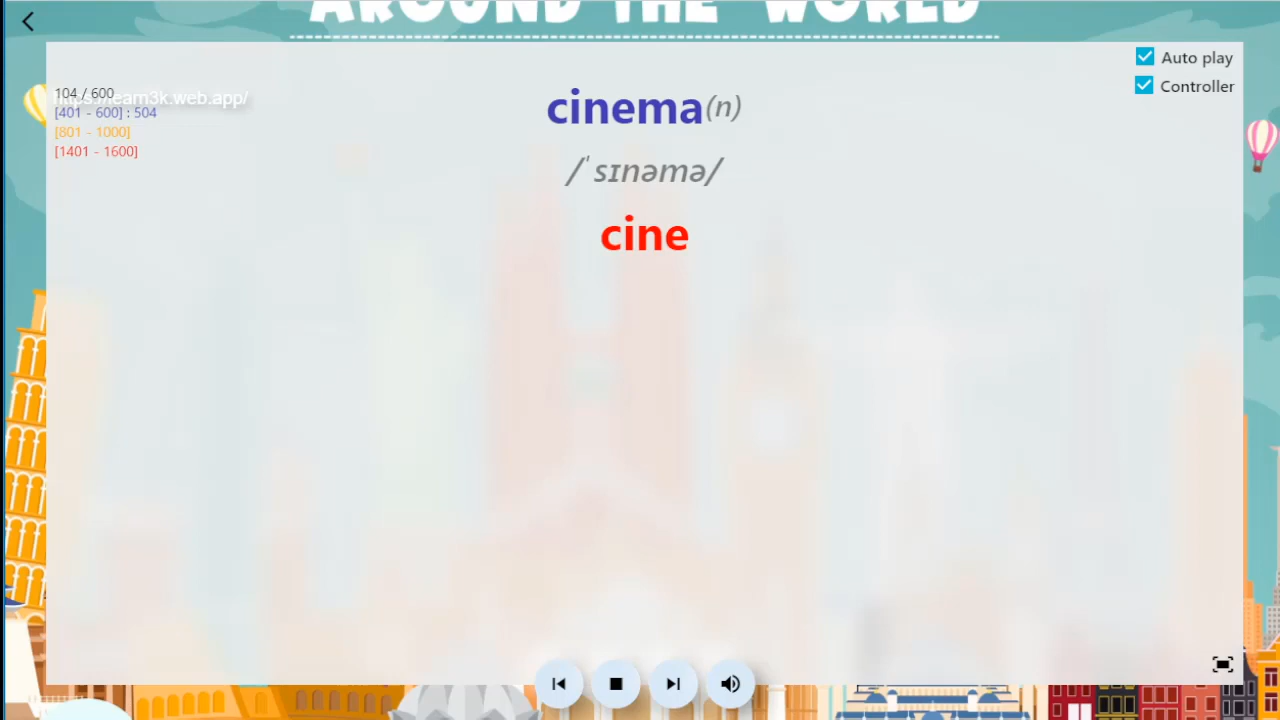 AROUND THE WORLD
Auto play
Controller
104 / 600
https://learn3k.web.app/
[401 - 600] : 504
[801 - 1000]
[1401 - 1600]
cinema(n)
/ˈsɪnəmə/
cine